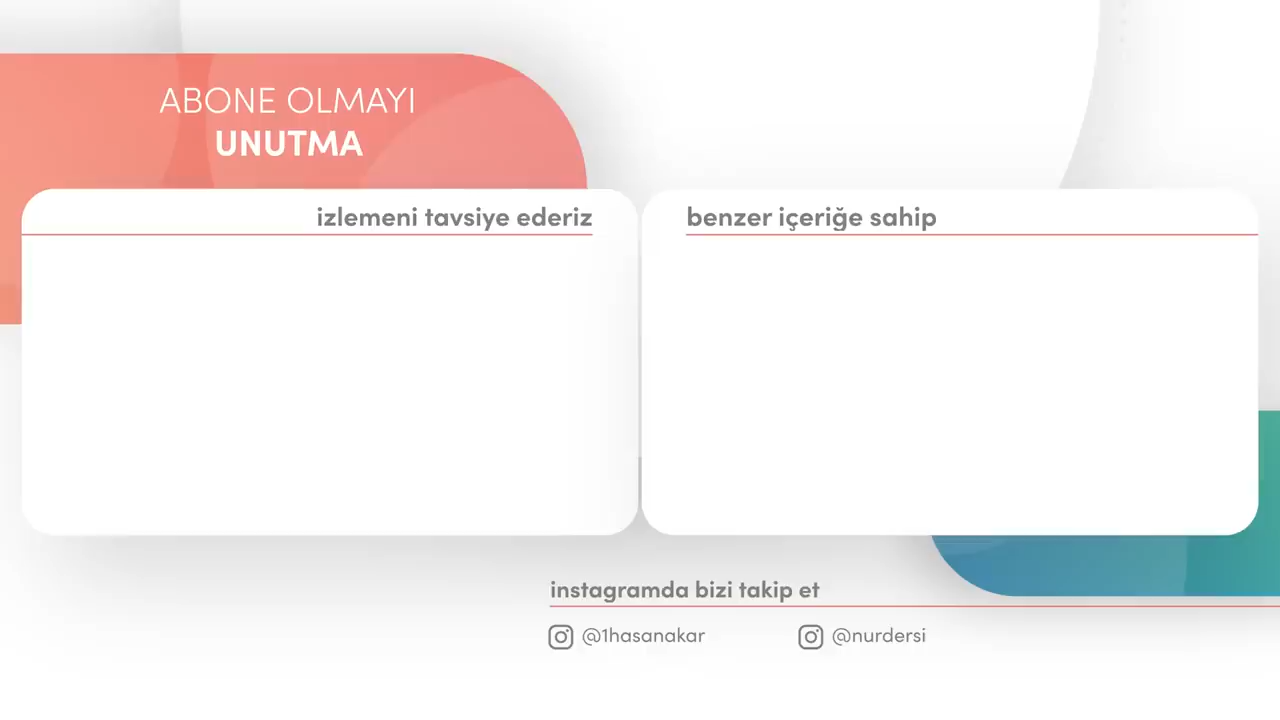 ABONE OLMAYI
UNUTMA
izlemeni tavsiye ederiz
benzer içeriğe sahip
instagramda bizi takip et
@1hasanakar
@nurdersi